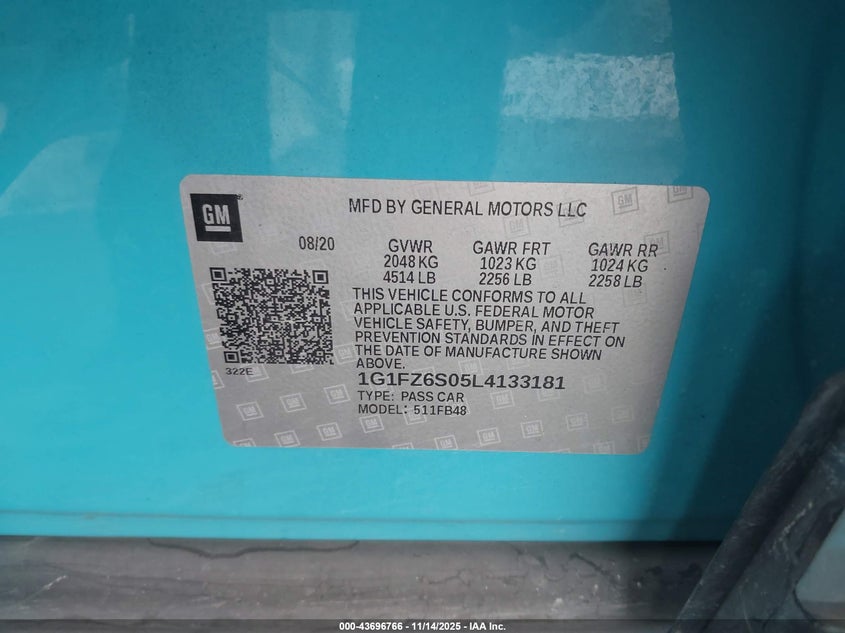 GM
MFD BY GENERAL MOTORS LLC
08/20 GVWR GAWR FRT GAWR RR
2048 KG 1023 KG 1024 KG
4514 LB 2256 LB 2258 LB
THIS VEHICLE CONFORMS TO ALL
APPLICABLE U.S. FEDERAL MOTOR
VEHICLE SAFETY, BUMPER, AND THEFT
PREVENTION STANDARDS IN EFFECT ON
THE DATE OF MANUFACTURE SHOWN
ABOVE.
322E
1G1FZ6S05L4133181
TYPE: PASS CAR
MODEL: 511FB48
000-43696766 - 11/14/2025 - IAA Inc.